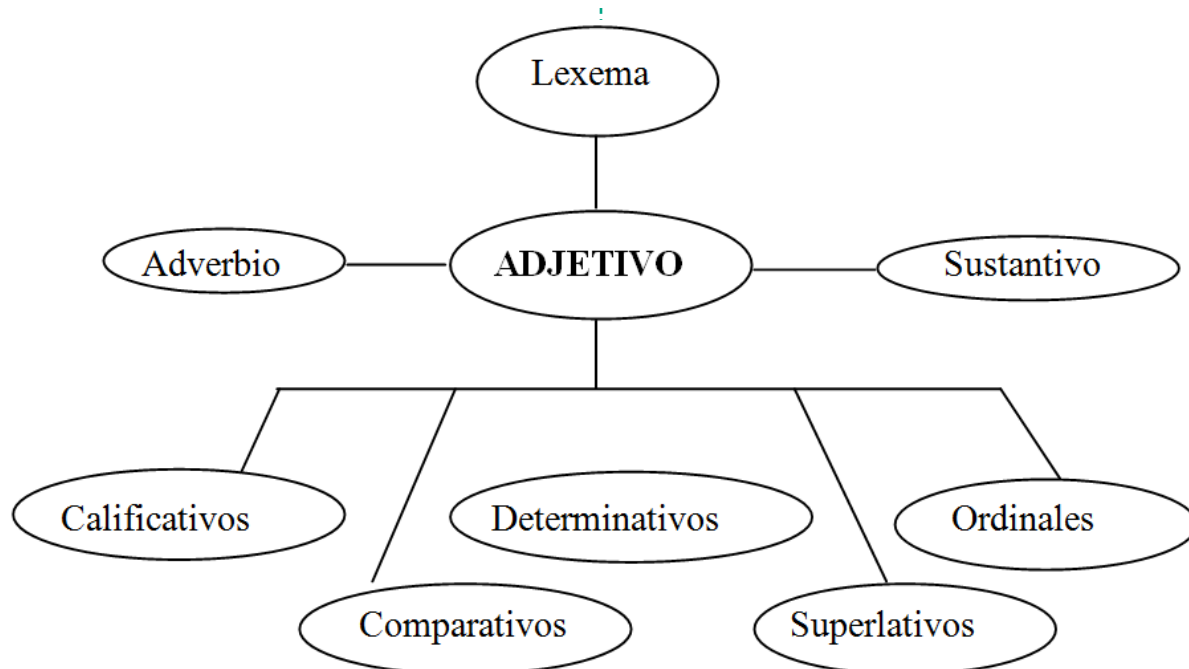 Lexema
Adverbio
ADJETIVO
Sustantivo
Calificativos
Determinativos
Ordinales
Comparativos
Superlativos